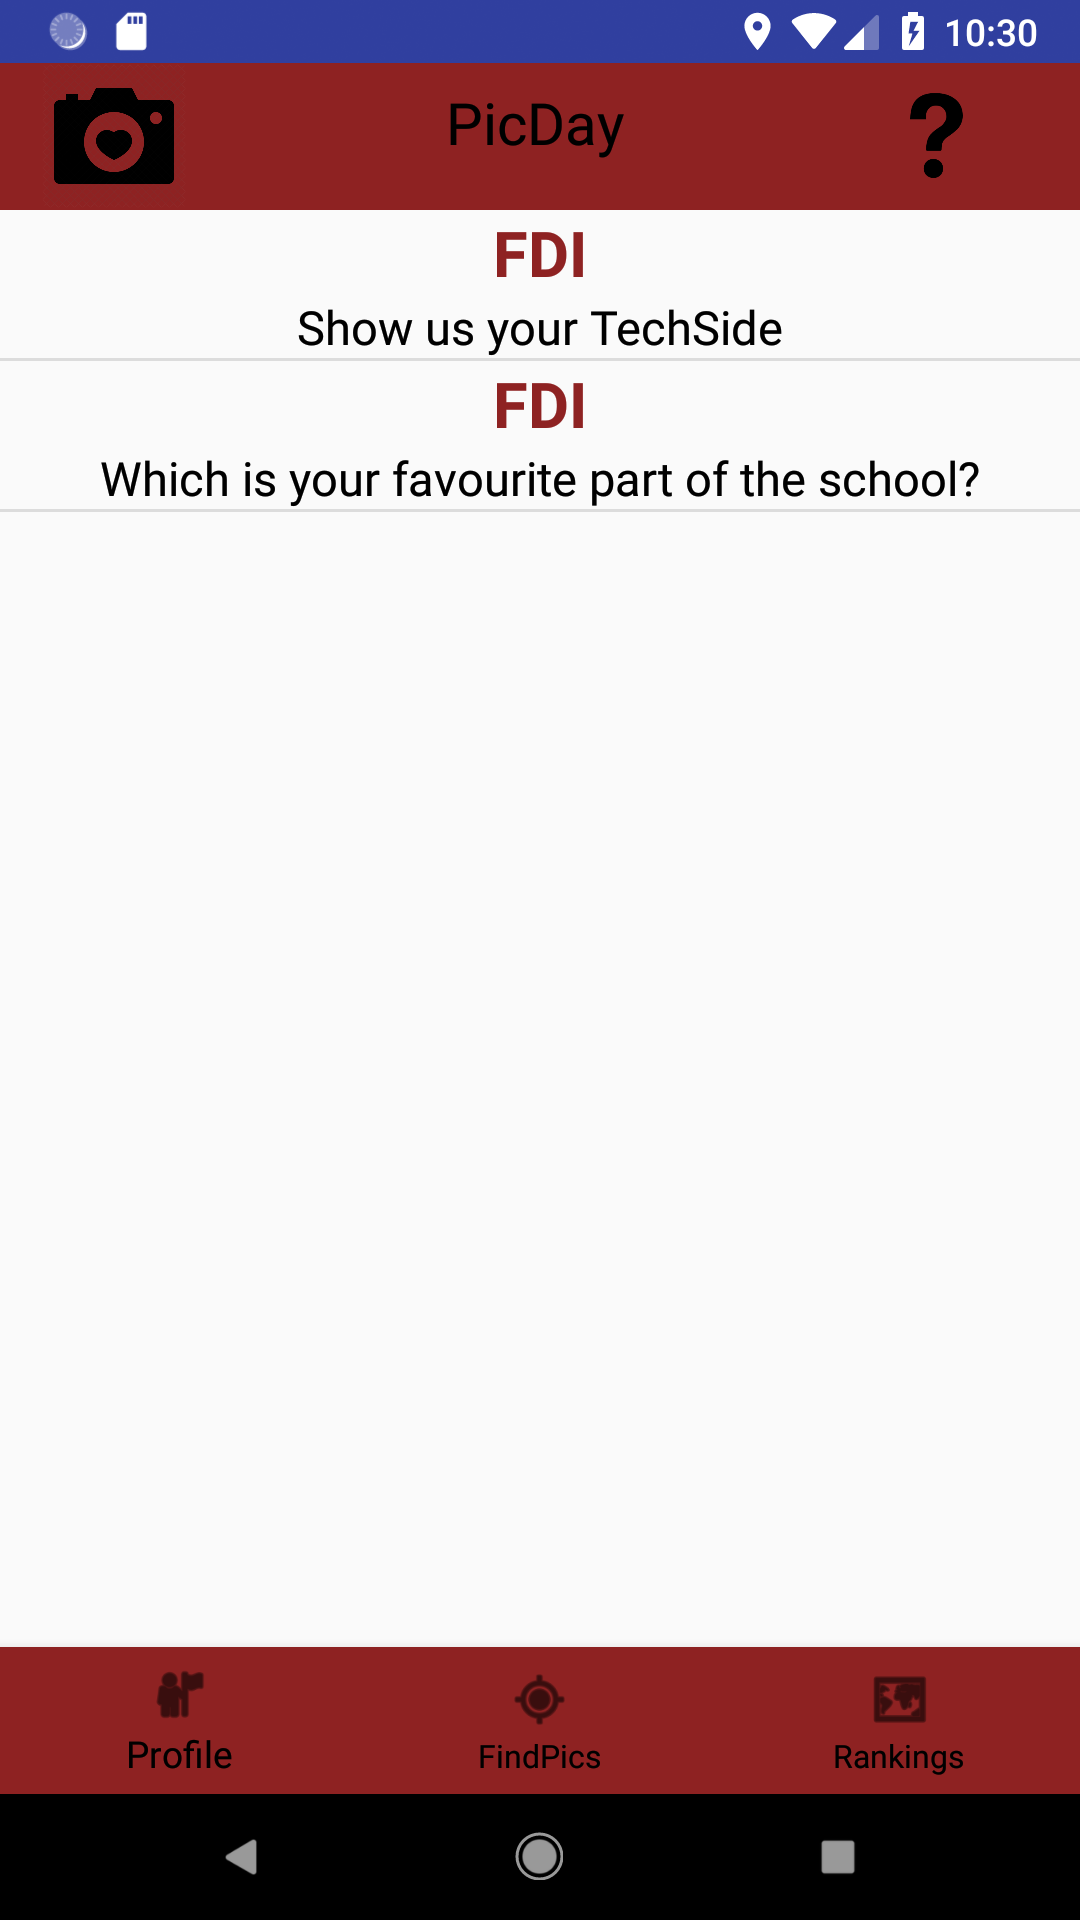 10:30
PicDay
?
FDI
Show us your TechSide
FDI
Which is your favourite part of the school?
Profile
FindPics
Rankings